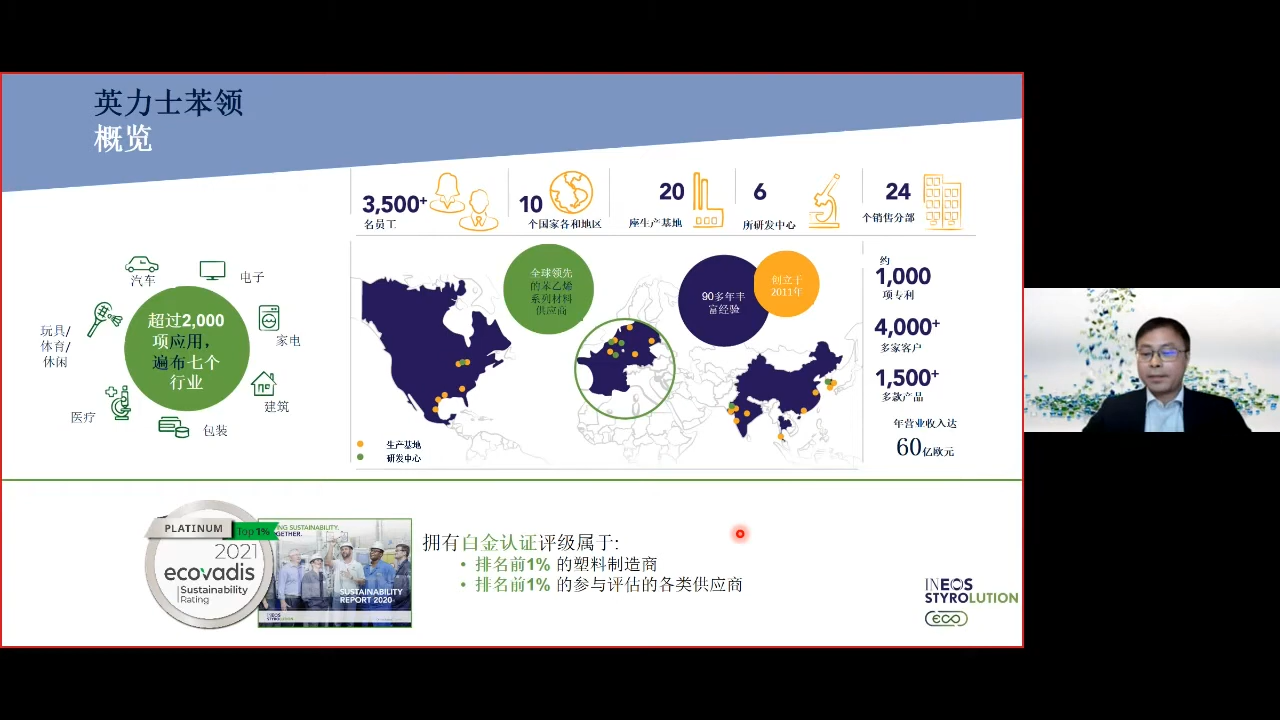 英力士苯领
概览
3,500+
名员工
10
个国家各和地区
20
座生产基地
6
所研发中心
24
个销售分部
汽车
电子
玩具/
体育/
休闲
家电
医疗
建筑
包装
超过2,000
项应用，
遍布七个
行业
全球领先
的苯乙烯
系列材料
供应商
90多年丰
富经验
创立于
2011年
生产基地
研发中心
约
1,000
项专利
4,000+
多家客户
1,500+
多款产品
年营业收入达
60亿欧元
PLATINUM
Top 1%
2021
ecovadis
Sustainability
Rating
ING SUSTAINABILITY.
GETHER.
SUSTAINABILITY
REPORT 2020
INEOS
STYROLUTION
拥有白金认证评级属于:
• 排名前1% 的塑料制造商
• 排名前1% 的参与评估的各类供应商
INEOS
STYROLUTION
ECO